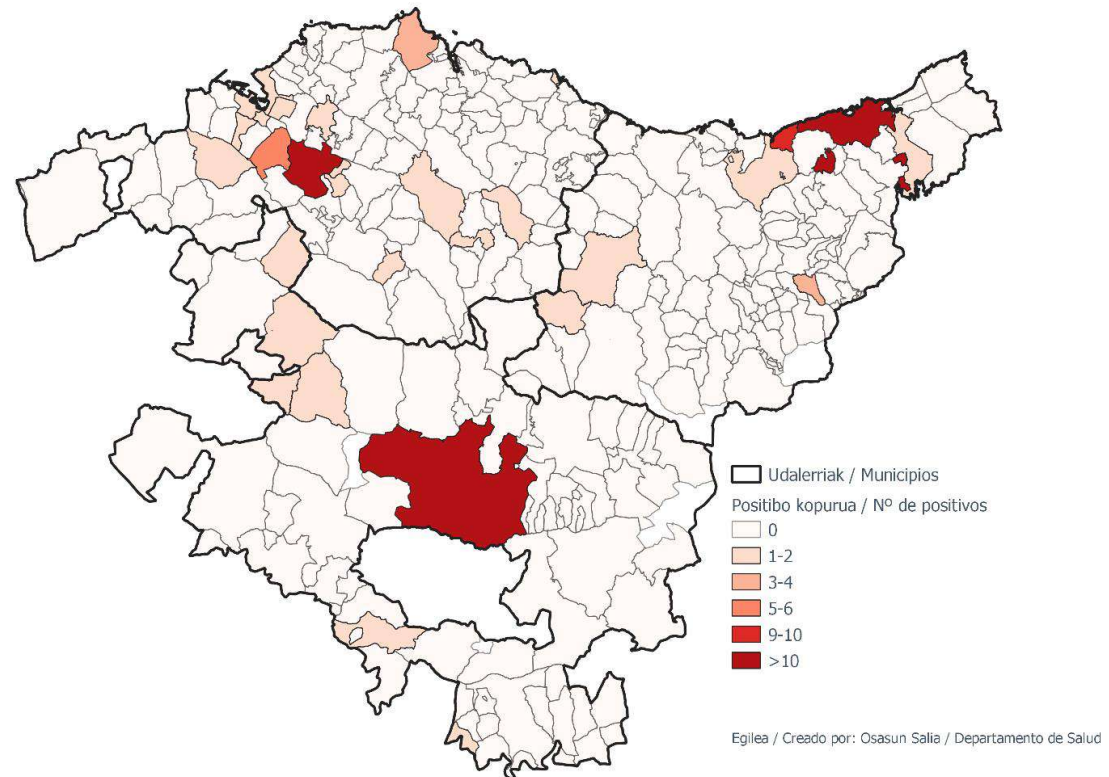 Udalerriak / Municipios
Positibo kopurua / Nº de positivos
0
1-2
3-4
5-6
9-10
>10
Egilea / Creado por: Osasun Salia / Departamento de Salud